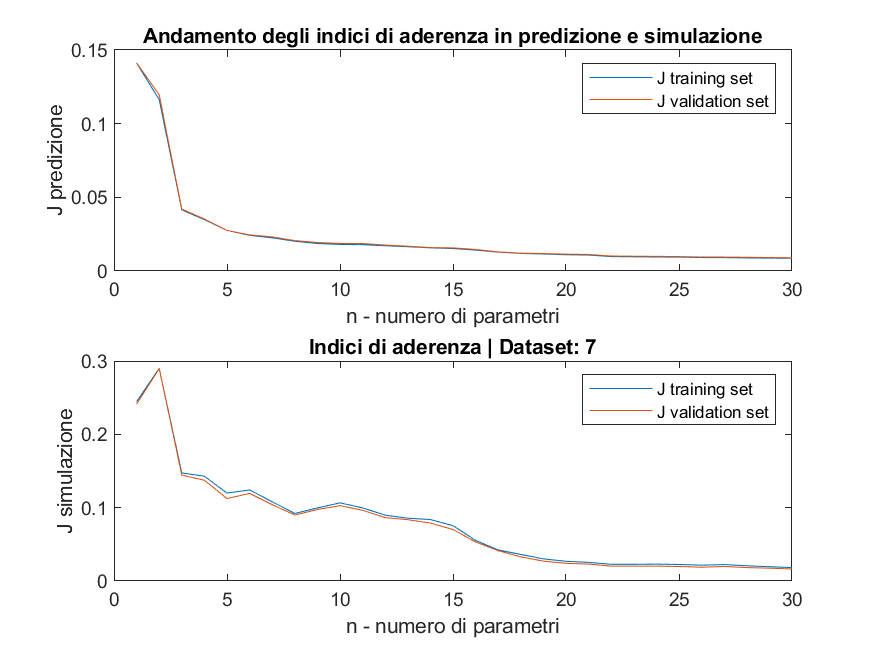 Andamento degli indici di aderenza in predizione e simulazione
0.15
0.1
0.05
0
J predizione
J training set
J validation set
0 5 10 15 20 25 30
n - numero di parametri
Indici di aderenza | Dataset: 7
0.3
0.2
0.1
0
J simulazione
J training set
J validation set
0 5 10 15 20 25 30
n - numero di parametri